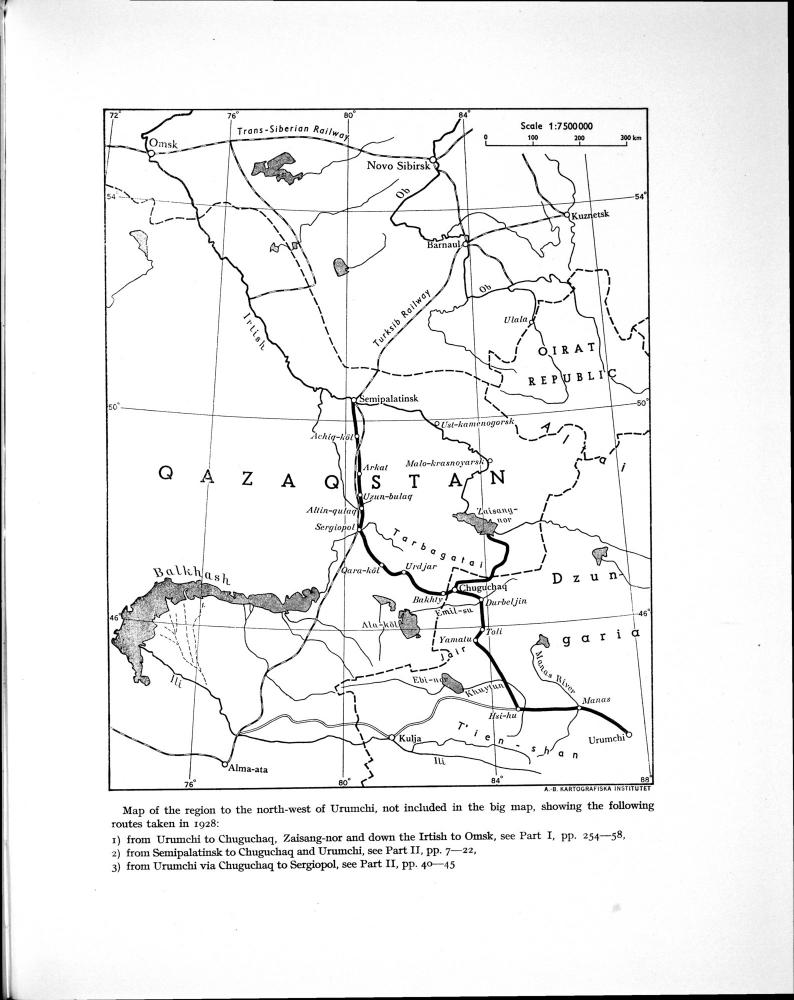 72°
76°
80°
84°
Scale 1:7500000
0 100 200 300 km
Trans-Siberian Railway
Omsk
Novo Sibirsk
Ob
54
54°
Kuznetsk
Barnaul
Ob
Irtish
Turksib Railway
Ulala
OIRAT
REPUBLIC
Semipalatinsk
50°
50°
Ust-kamenogorsk
Altai
Achiq-köl
Malo-krasnoyarsk
Arkat
QAZAQSTAN
Uzun-bulaq
Altin-qulaq
Zaisang-
nor
Sergiopol
Tarbagatai
Qara-köl
Urdjar
Balkhash
Chuguchaq
Dzun-
garia
Bakhty
Durbeljin
Emil-su
46°
46°
Ala-köl
Toli
Yamatu
Jair
Manas River
Ili
Ebi-nor
Khuytun
Manas
Hsi-hu
T'ien-shan
Urumchi
Kulja
Ili
Alma-ata
76°
80°
84°
88°
A.-B. KARTOGRAFISKA INSTITUTET
Map of the region to the north-west of Urumchi, not included in the big map, showing the following
routes taken in 1928:
1) from Urumchi to Chuguchaq, Zaisang-nor and down the Irtish to Omsk, see Part I, pp. 254—58,
2) from Semipalatinsk to Chuguchaq and Urumchi, see Part II, pp. 7—22,
3) from Urumchi via Chuguchaq to Sergiopol, see Part II, pp. 40—45